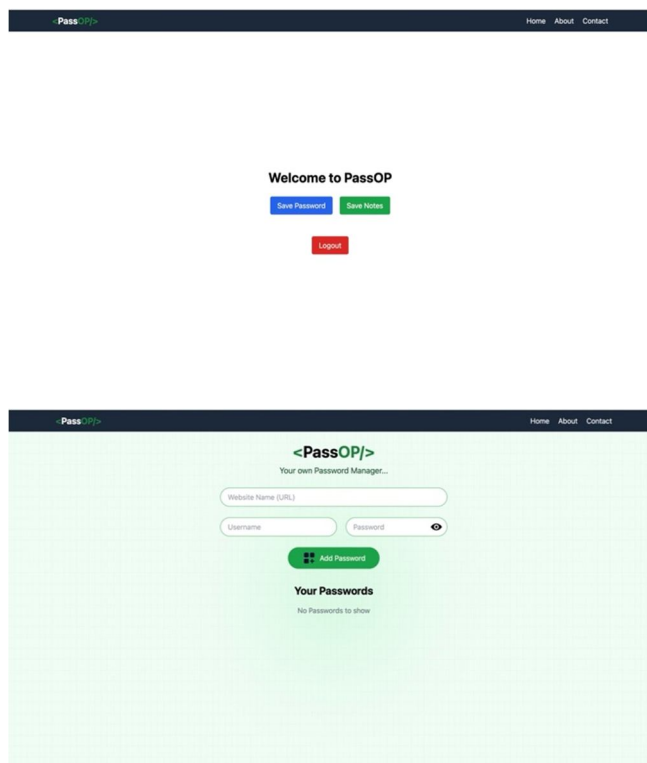 <PassOP/> Home About Contact
Welcome to PassOP
Save Password Save Notes
Logout
<PassOP/> Home About Contact
<PassOP/>
Your own Password Manager...
Website Name (URL)
Username Password
Add Password
Your Passwords
No Passwords to show